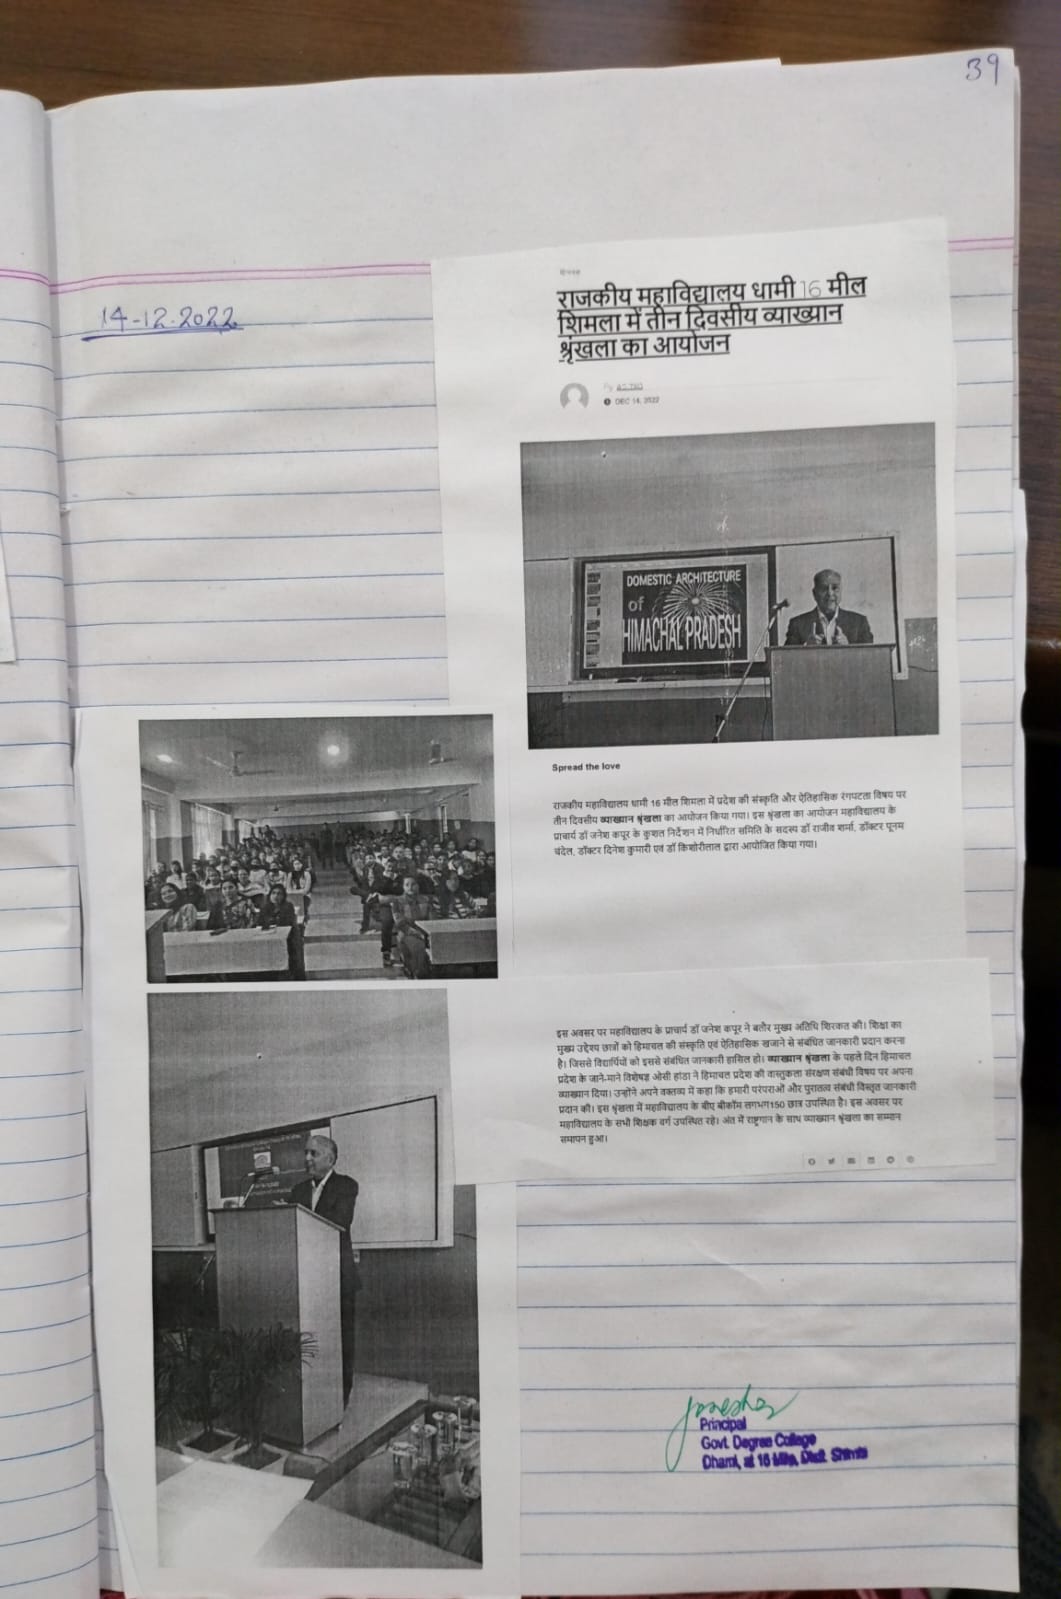 39
14-12-2022
राजकीय महाविद्यालय धामी 16 मील
शिमला में तीन दिवसीय व्याख्यान
श्रृंखला का आयोजन
By
DEC 14, 2022
DOMESTIC ARCHITECTURE
of
HIMACHAL PRADESH
Spread the love
राजकीय महाविद्यालय धामी 16 मील शिमला में प्रदेश की संस्कृति और ऐतिहासिक रंगपटता विषय पर
तीन दिवसीय व्याख्यान श्रृंखला का आयोजन किया गया। इस श्रृंखला का आयोजन महाविद्यालय के
प्राचार्य डॉ जनेश कपूर के कुशल निर्देशन में निर्धारित समिति के सदस्य डॉ राजीव शर्मा, डॉक्टर पूनम
चंदेल, डॉक्टर दिनेश कुमारी एवं डॉ किशोरीलाल द्वारा आयोजित किया गया।
इस अवसर पर महाविद्यालय के प्राचार्य डॉ जनेश कपूर ने बतौर मुख्य अतिथि शिरकत की। शिक्षा का
मुख्य उद्देश्य छात्रों को हिमाचल की संस्कृति एवं ऐतिहासिक खजाने से संबंधित जानकारी प्रदान करना
है। जिससे विद्यार्थियों को इससे संबंधित जानकारी हासिल हो। व्याख्यान श्रृंखला के पहले दिन हिमाचल
प्रदेश के जाने-माने विशेषज्ञ ओसी हांडा ने हिमाचल प्रदेश की वास्तुकला संरक्षण संबंधी विषय पर अपना
व्याख्यान दिया। उन्होंने अपने वक्तव्य में कहा कि हमारी परंपराओं और पुरातत्व संबंधी विस्तृत जानकारी
प्रदान की। इस श्रृंखला में महाविद्यालय के बीए बीकॉम लगभग150 छात्र उपस्थित है। इस अवसर पर
महाविद्यालय के सभी शिक्षक वर्ग उपस्थित रहे। अंत में राष्ट्रगान के साथ व्याख्यान श्रृंखला का सम्मान
समापन हुआ।
Principal
Govt. Degree College
Dhami, at 16 Mile, Distt. Shimla